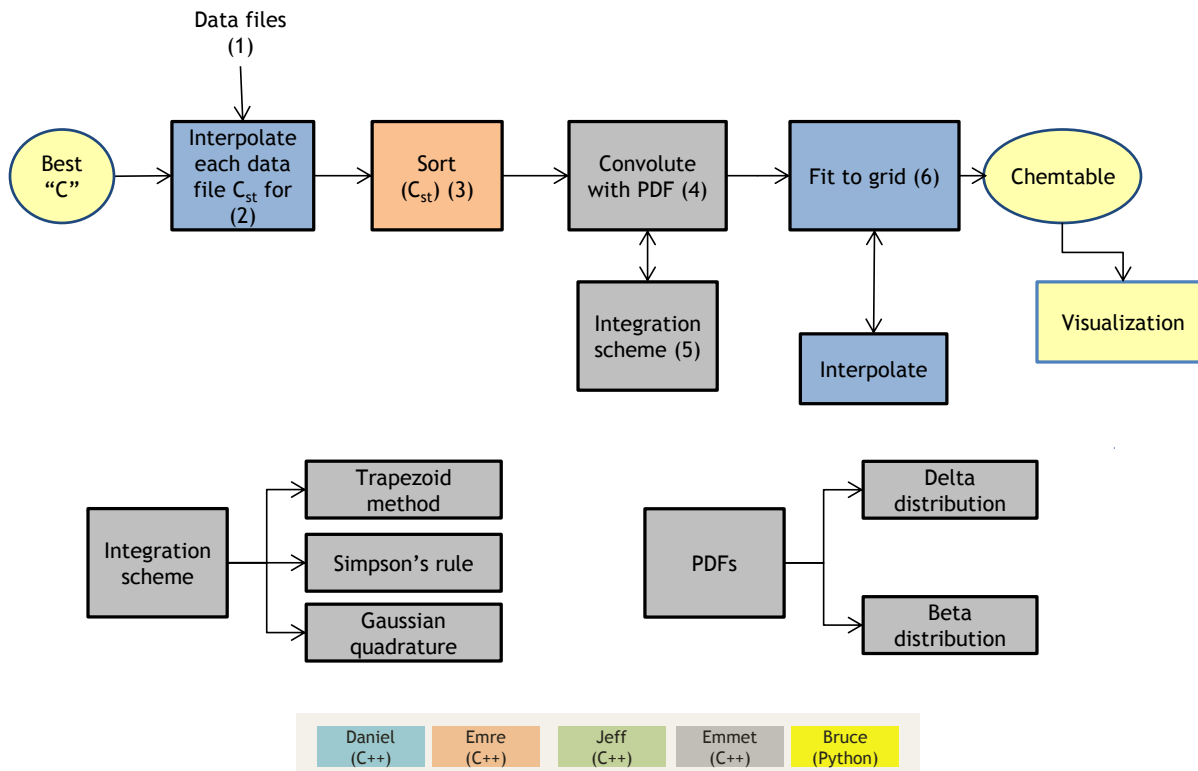 Data files
(1)
Best
“C”
Interpolate
each data
file C_st for
(2)
Sort
(C_st) (3)
Convolute
with PDF (4)
Fit to grid (6)
Chemtable
Integration
scheme (5)
Interpolate
Visualization
Integration
scheme
Trapezoid
method
Simpson’s rule
Gaussian
quadrature
PDFs
Delta
distribution
Beta
distribution
Daniel
(C++)
Emre
(C++)
Jeff
(C++)
Emmet
(C++)
Bruce
(Python)